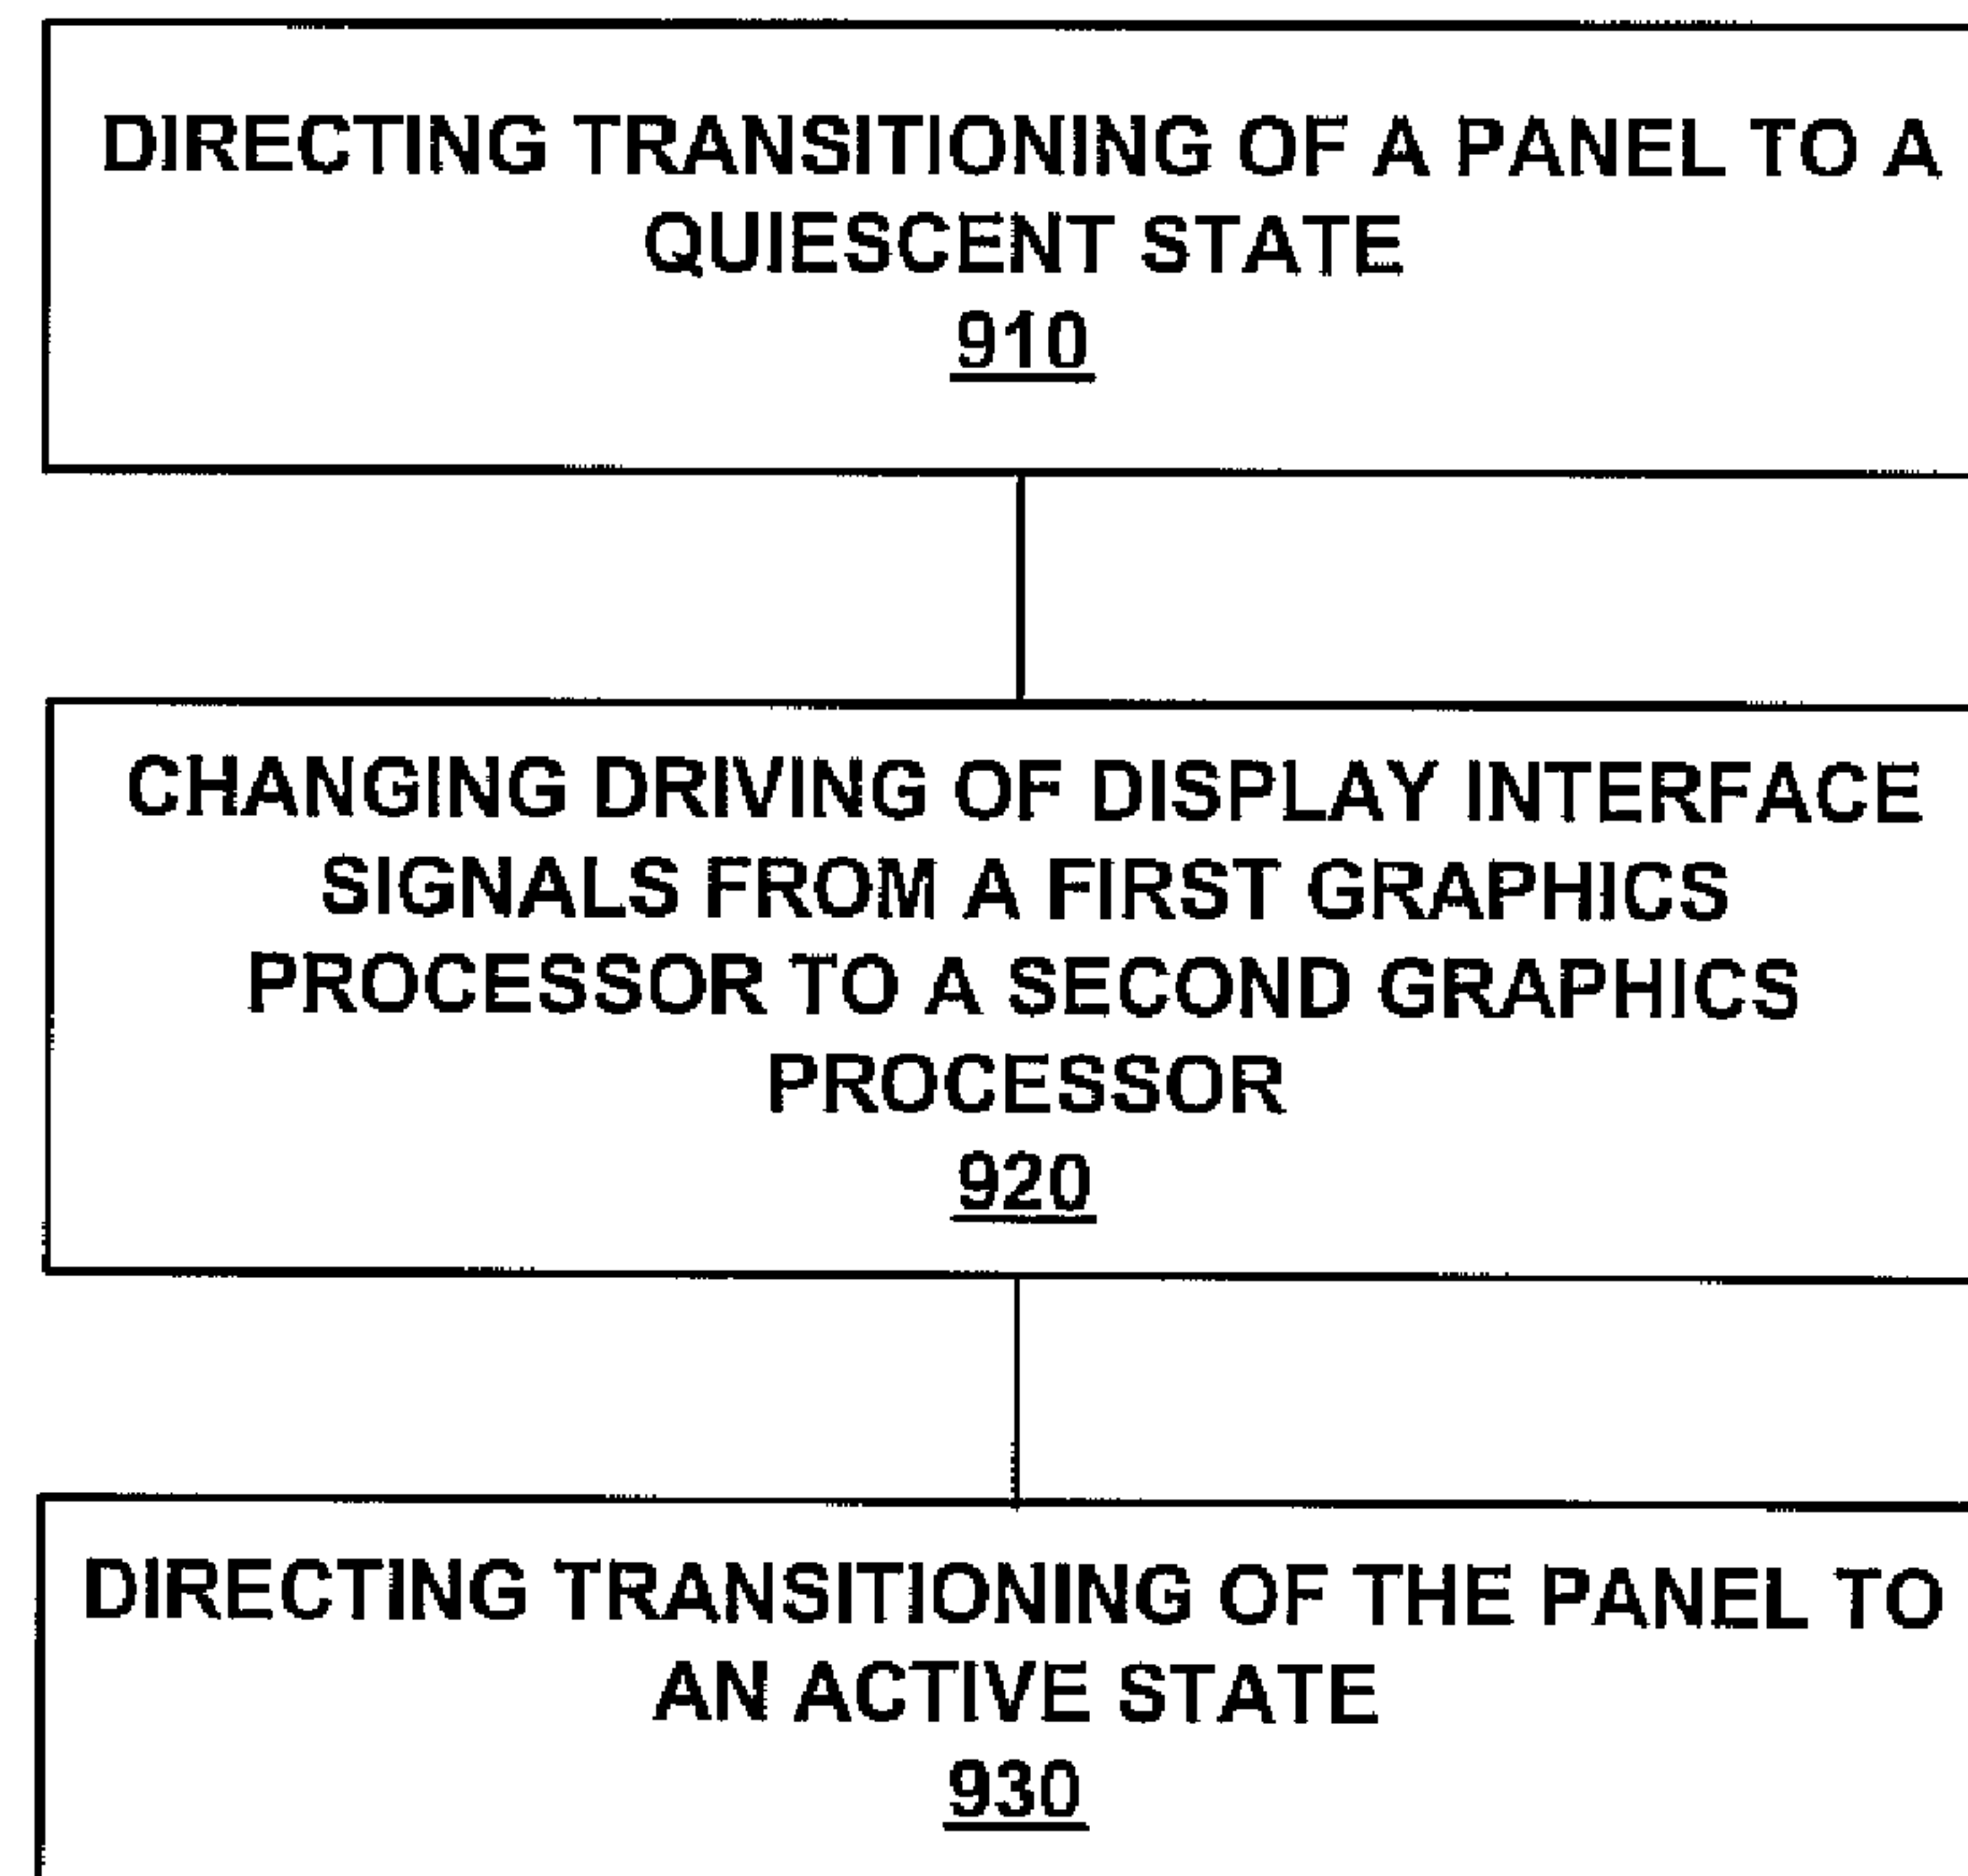 DIRECTING TRANSITIONING OF A PANEL TO A
QUIESCENT STATE
910
CHANGING DRIVING OF DISPLAY INTERFACE
SIGNALS FROM A FIRST GRAPHICS
PROCESSOR TO A SECOND GRAPHICS
PROCESSOR
920
DIRECTING TRANSITIONING OF THE PANEL TO
AN ACTIVE STATE
930